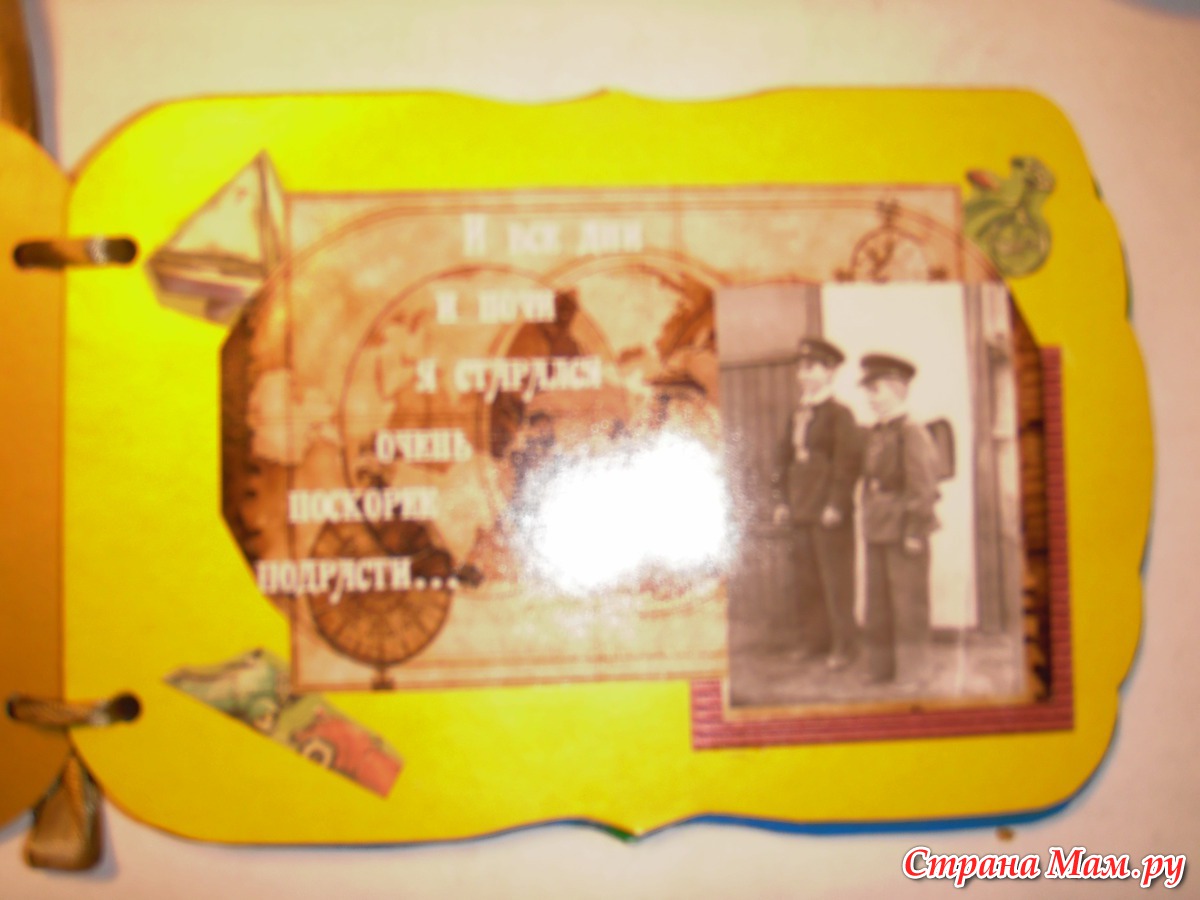 И все дни
и ночи
я старался
очень
поскорее
подрасти...
Страна Мам.ру